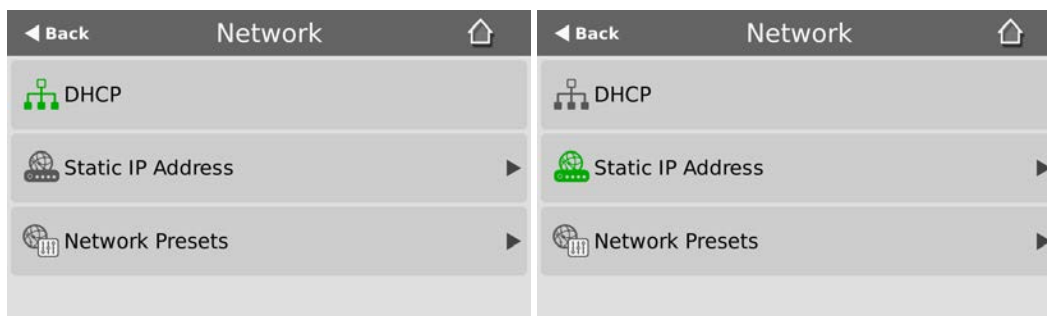 Back Network
DHCP
Static IP Address
Network Presets
Back Network
DHCP
Static IP Address
Network Presets